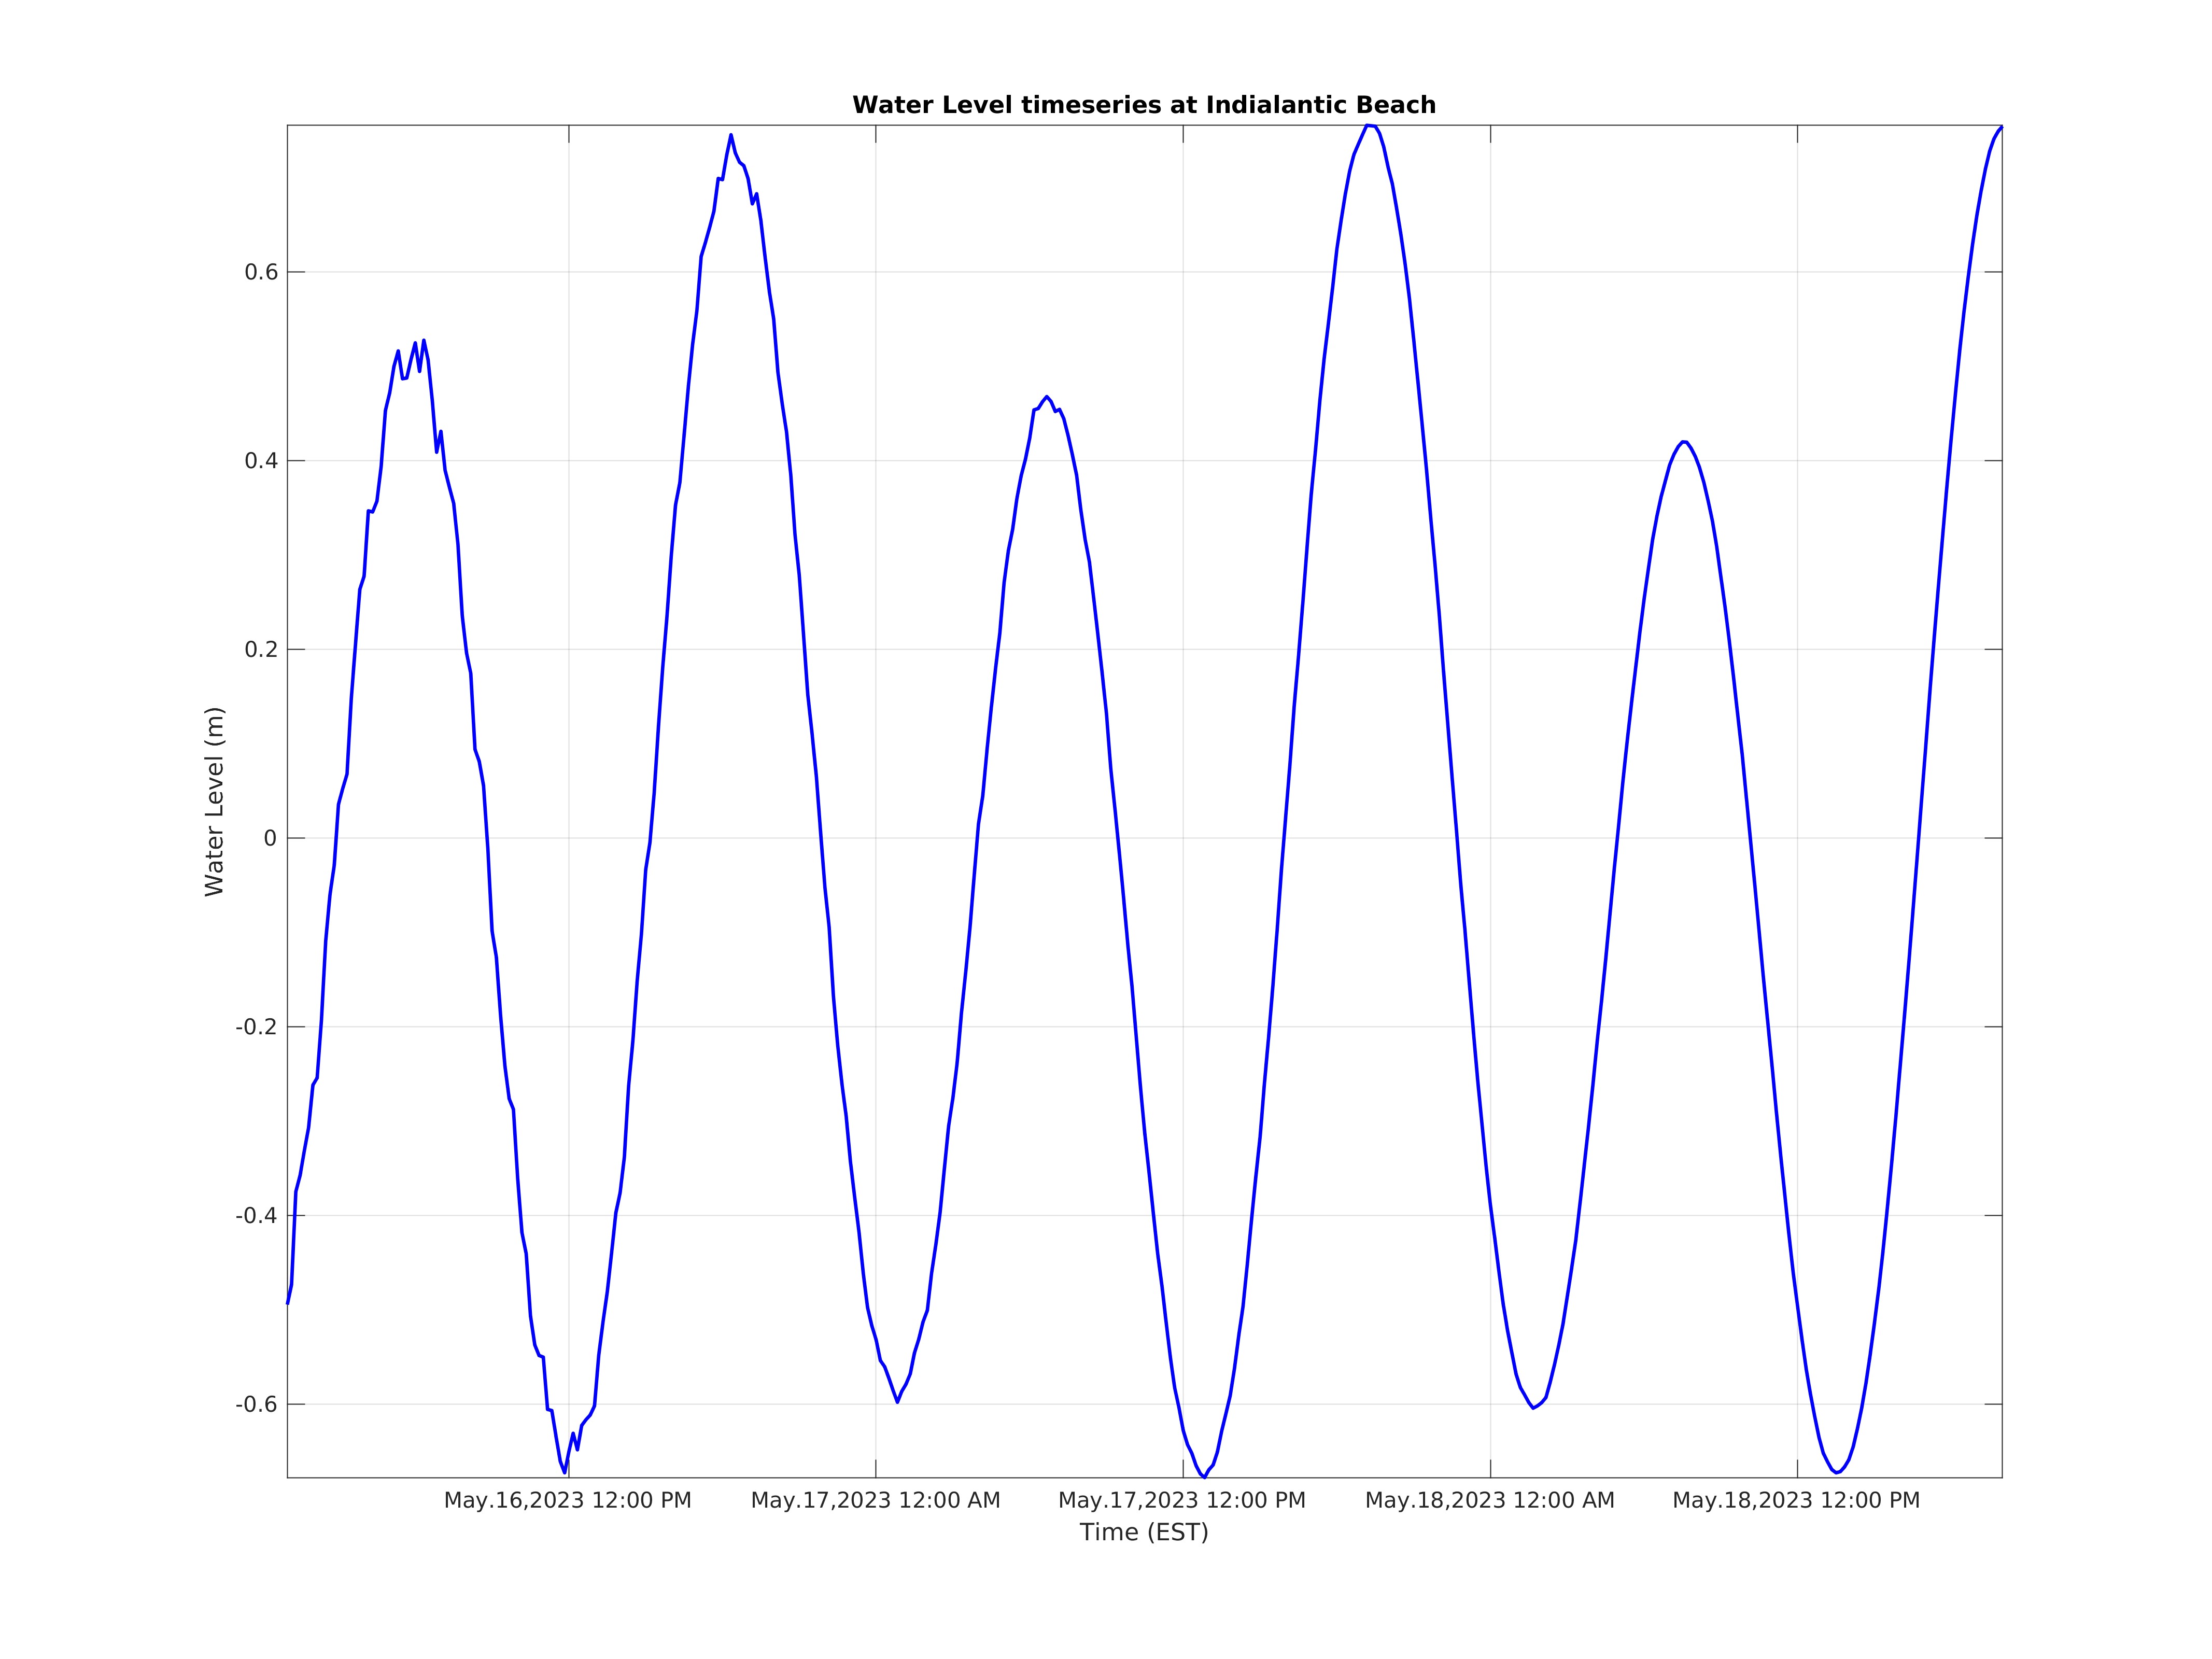 Water Level timeseries at Indialantic Beach
0.6
0.4
0.2
0
-0.2
-0.4
-0.6
Water Level (m)
May.16,2023 12:00 PM
May.17,2023 12:00 AM
May.17,2023 12:00 PM
May.18,2023 12:00 AM
May.18,2023 12:00 PM
Time (EST)